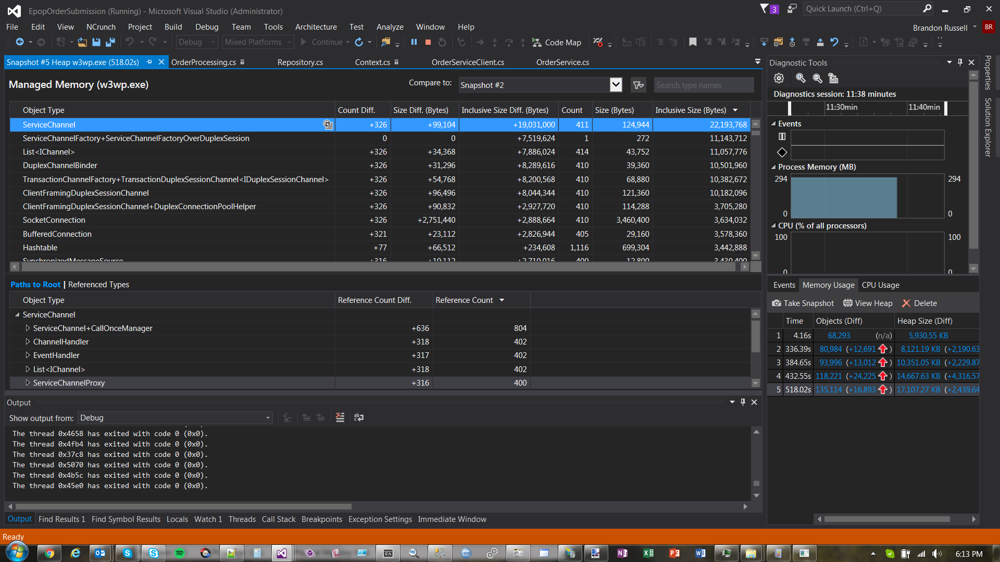 EpopOrderSubmission (Running) - Microsoft Visual Studio (Administrator)
3
Quick Launch (Ctrl+Q)
File Edit View NCrunch Project Build Debug Team Tools Architecture Test Analyze Window Help
Brandon Russell BR
Debug Mixed Platforms Continue Code Map
Snapshot #5 Heap w3wp.exe (518.02s) OrderProcessing.cs Repository.cs Context.cs OrderServiceClient.cs OrderService.cs
Managed Memory (w3wp.exe)
Compare to: Snapshot #2 Search type names
Object Type Count Diff. Size Diff. (Bytes) Inclusive Size Diff. (Bytes) Count Size (Bytes) Inclusive Size (Bytes)
ServiceChannel +326 +99,104 +19,031,000 411 124,944 22,193,768
ServiceChannelFactory+ServiceChannelFactoryOverDuplexSession 0 0 +7,519,624 1 272 11,143,712
List<IChannel> +326 +34,368 +7,886,024 414 43,752 11,057,776
DuplexChannelBinder +326 +31,296 +8,289,616 410 39,360 10,501,960
TransactionChannelFactory+TransactionDuplexSessionChannel<IDuplexSessionChannel> +326 +54,768 +8,200,568 410 68,880 10,382,672
ClientFramingDuplexSessionChannel +326 +96,496 +8,044,344 410 121,360 10,182,096
ClientFramingDuplexSessionChannel+DuplexConnectionPoolHelper +326 +90,832 +2,927,720 410 114,288 3,705,280
SocketConnection +326 +2,751,440 +2,888,664 410 3,460,400 3,634,032
BufferedConnection +321 +23,112 +2,826,944 405 29,160 3,578,360
Hashtable +77 +66,512 +234,608 1,116 699,304 3,442,888
SynchronizedMessageSource +316 +10,112 +2,710,016 400 12,800 3,430,400
Paths to Root | Referenced Types
Object Type Reference Count Diff. Reference Count
ServiceChannel
ServiceChannel+CallOnceManager +636 804
ChannelHandler +318 402
EventHandler +317 402
List<IChannel> +318 402
ServiceChannelProxy +316 400
Output
Show output from: Debug
The thread 0x4658 has exited with code 0 (0x0).
The thread 0x4fb4 has exited with code 0 (0x0).
The thread 0x37c8 has exited with code 0 (0x0).
The thread 0x5070 has exited with code 0 (0x0).
The thread 0x4b5c has exited with code 0 (0x0).
The thread 0x45e0 has exited with code 0 (0x0).
Output Find Results 1 Find Symbol Results Locals Watch 1 Threads Call Stack Breakpoints Exception Settings Immediate Window
Diagnostic Tools
Diagnostics session: 11:38 minutes
11:30min 11:40min
Events
Process Memory (MB)
294 294
0 0
CPU (% of all processors)
100 100
0 0
Events Memory Usage CPU Usage
Take Snapshot View Heap Delete
Time Objects (Diff) Heap Size (Diff)
1 4.16s 68,293 (n/a) 5,930.55 KB
2 336.39s 80,984 (+12,691 ) 8,121.19 KB (+2,190.63
3 384.65s 93,996 (+13,012 ) 10,351.05 KB (+2,229.87
4 432.55s 118,221 (+24,225 ) 14,667.63 KB (+4,316.57
5 518.02s 135,114 (+16,893 ) 17,107.27 KB (+2,439.64
Properties
Solution Explorer
Ready
6:13 PM